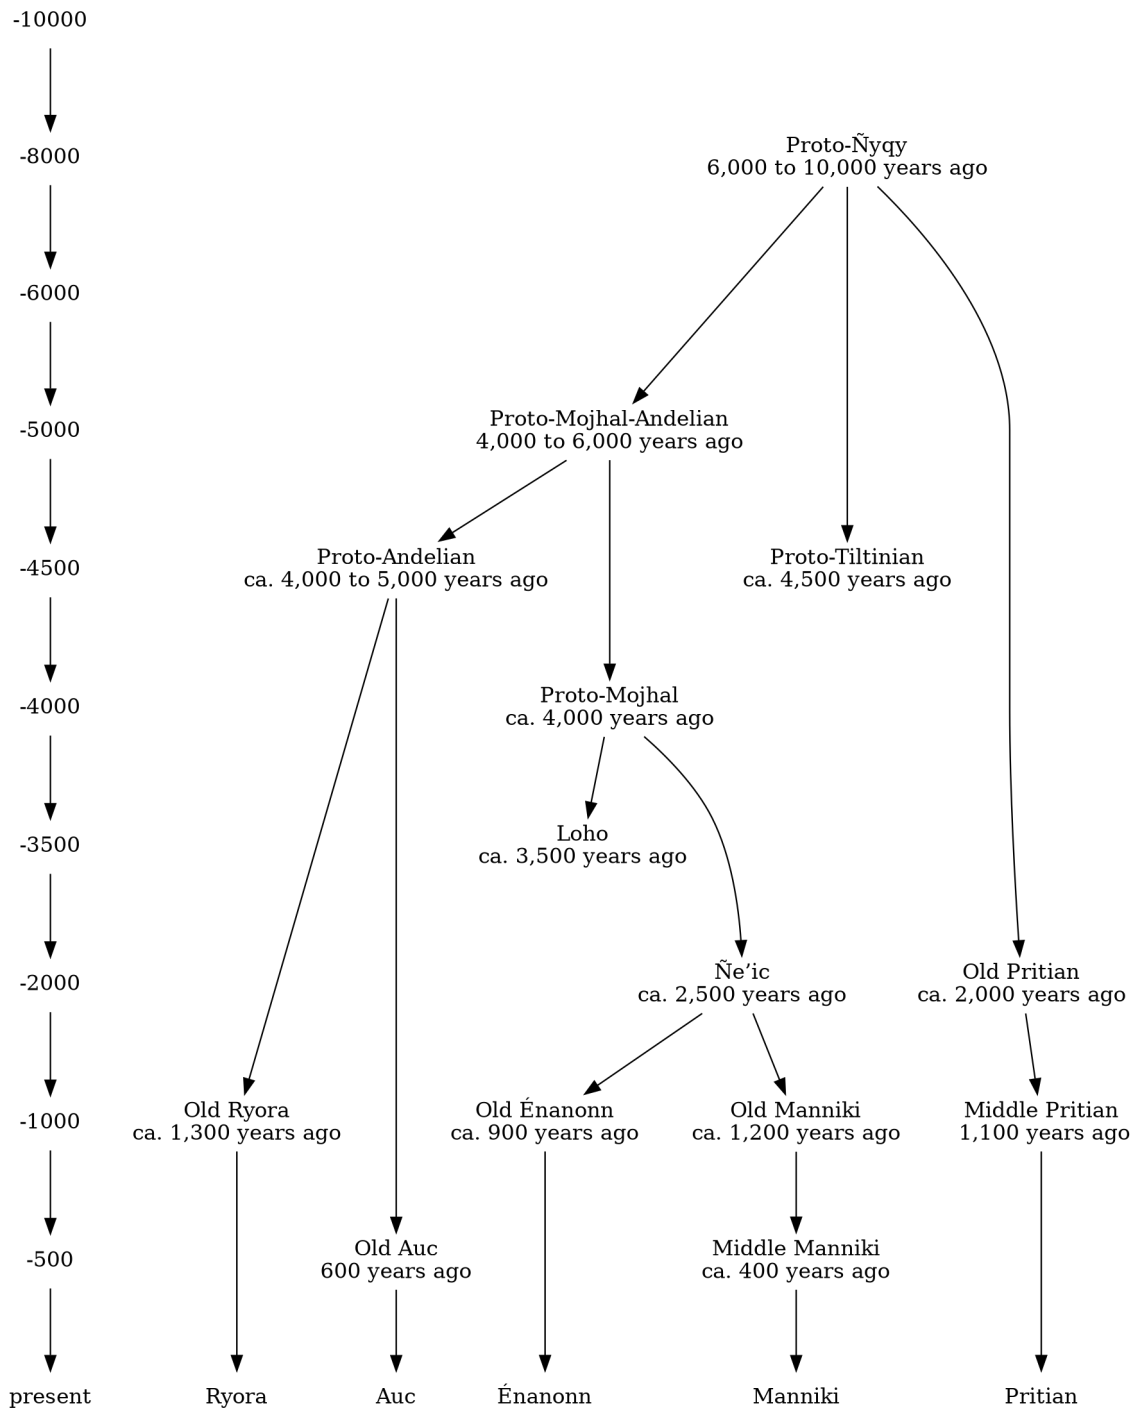 -10000
Proto-Ñyqy
6,000 to 10,000 years ago
-8000
-6000
Proto-Mojhal-Andelian
4,000 to 6,000 years ago
-5000
Proto-Andelian
ca. 4,000 to 5,000 years ago
Proto-Tiltinian
ca. 4,500 years ago
-4500
Proto-Mojhal
ca. 4,000 years ago
-4000
Loho
ca. 3,500 years ago
-3500
Ñe’ic
ca. 2,500 years ago
Old Pritian
ca. 2,000 years ago
-2000
Old Ryora
ca. 1,300 years ago
Old Énanonn
ca. 900 years ago
Old Manniki
ca. 1,200 years ago
Middle Pritian
1,100 years ago
-1000
Old Auc
600 years ago
Middle Manniki
ca. 400 years ago
-500
present
Ryora
Auc
Énanonn
Manniki
Pritian